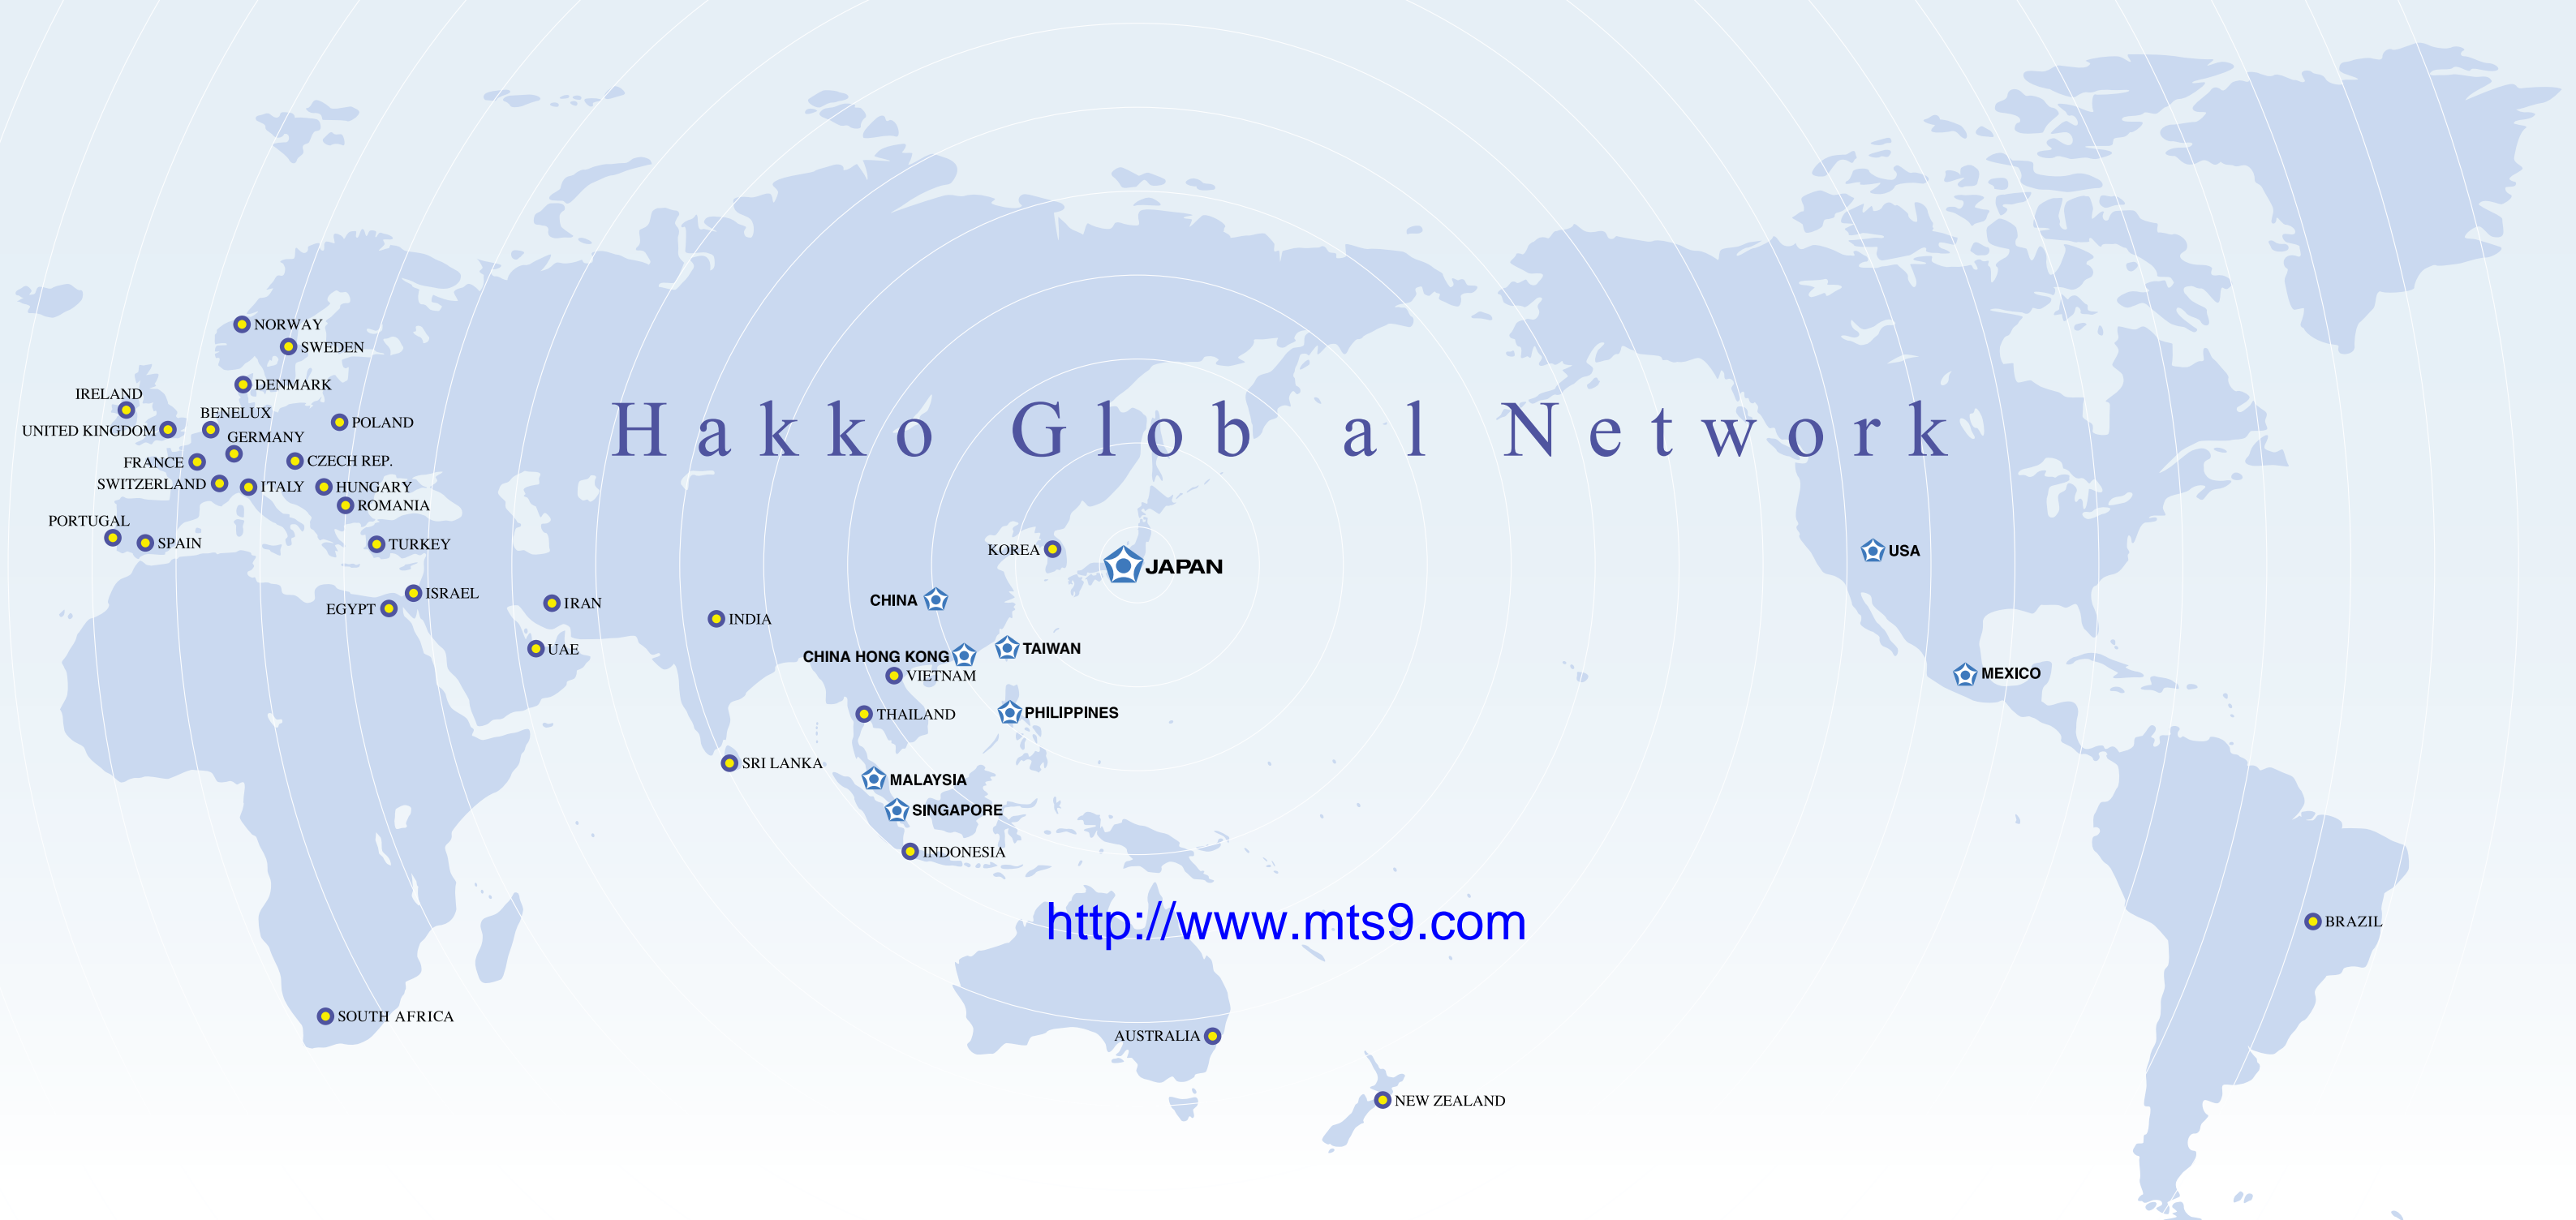 NORWAY
SWEDEN
DENMARK
IRELAND
BENELUX
POLAND
UNITED KINGDOM
GERMANY
FRANCE
CZECH REP.
SWITZERLAND
ITALY
HUNGARY
ROMANIA
PORTUGAL
SPAIN
TURKEY
Hakko Glob al Network
KOREA
JAPAN
USA
ISRAEL
EGYPT
IRAN
INDIA
CHINA
UAE
CHINA HONG KONG
TAIWAN
VIETNAM
MEXICO
THAILAND
PHILIPPINES
SRI LANKA
MALAYSIA
SINGAPORE
INDONESIA
http://www.mts9.com
BRAZIL
SOUTH AFRICA
AUSTRALIA
NEW ZEALAND